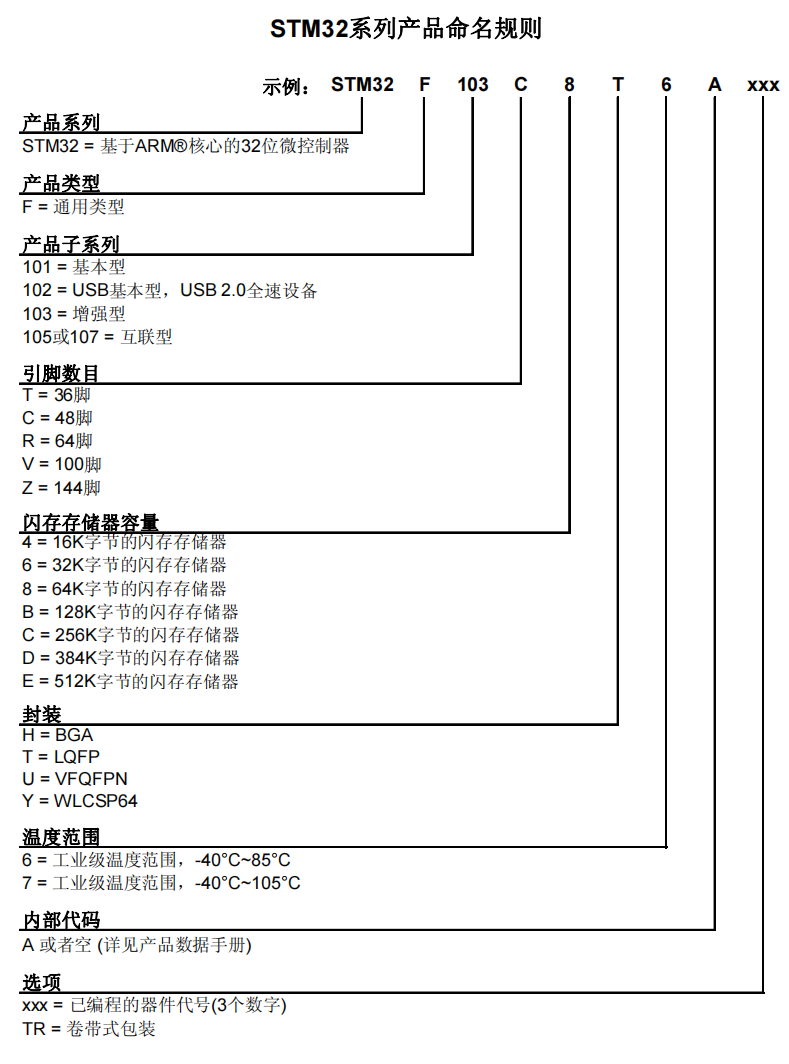 STM32系列产品命名规则
示例： STM32 F 103 C 8 T 6 A xxx
产品系列
STM32 = 基于ARM®核心的32位微控制器
产品类型
F = 通用类型
产品子系列
101 = 基本型
102 = USB基本型，USB 2.0全速设备
103 = 增强型
105或107 = 互联型
引脚数目
T = 36脚
C = 48脚
R = 64脚
V = 100脚
Z = 144脚
闪存存储器容量
4 = 16K字节的闪存存储器
6 = 32K字节的闪存存储器
8 = 64K字节的闪存存储器
B = 128K字节的闪存存储器
C = 256K字节的闪存存储器
D = 384K字节的闪存存储器
E = 512K字节的闪存存储器
封装
H = BGA
T = LQFP
U = VFQFPN
Y = WLCSP64
温度范围
6 = 工业级温度范围，-40°C~85°C
7 = 工业级温度范围，-40°C~105°C
内部代码
A 或者空 (详见产品数据手册)
选项
xxx = 已编程的器件代号(3个数字)
TR = 卷带式包装